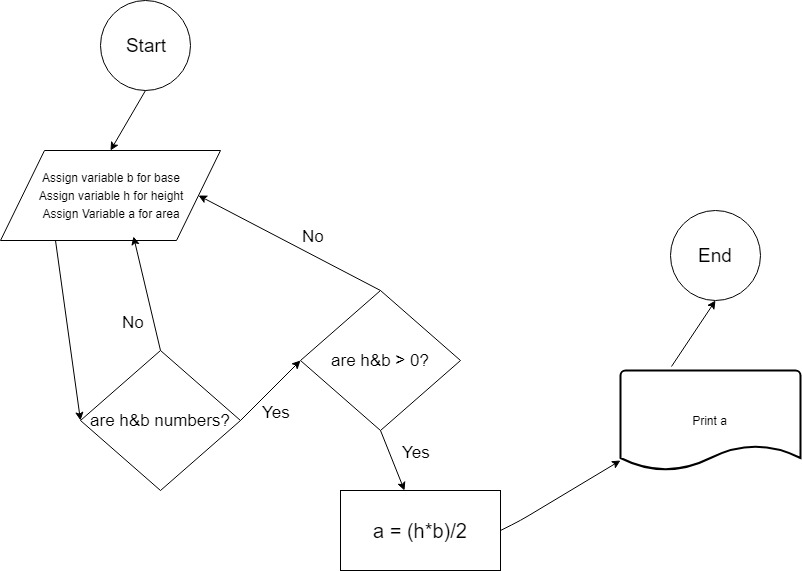 Start
Assign variable b for base
Assign variable h for height
Assign Variable a for area
No
No
are h&b > 0?
are h&b numbers?
Yes
Yes
a = (h*b)/2
Print a
End